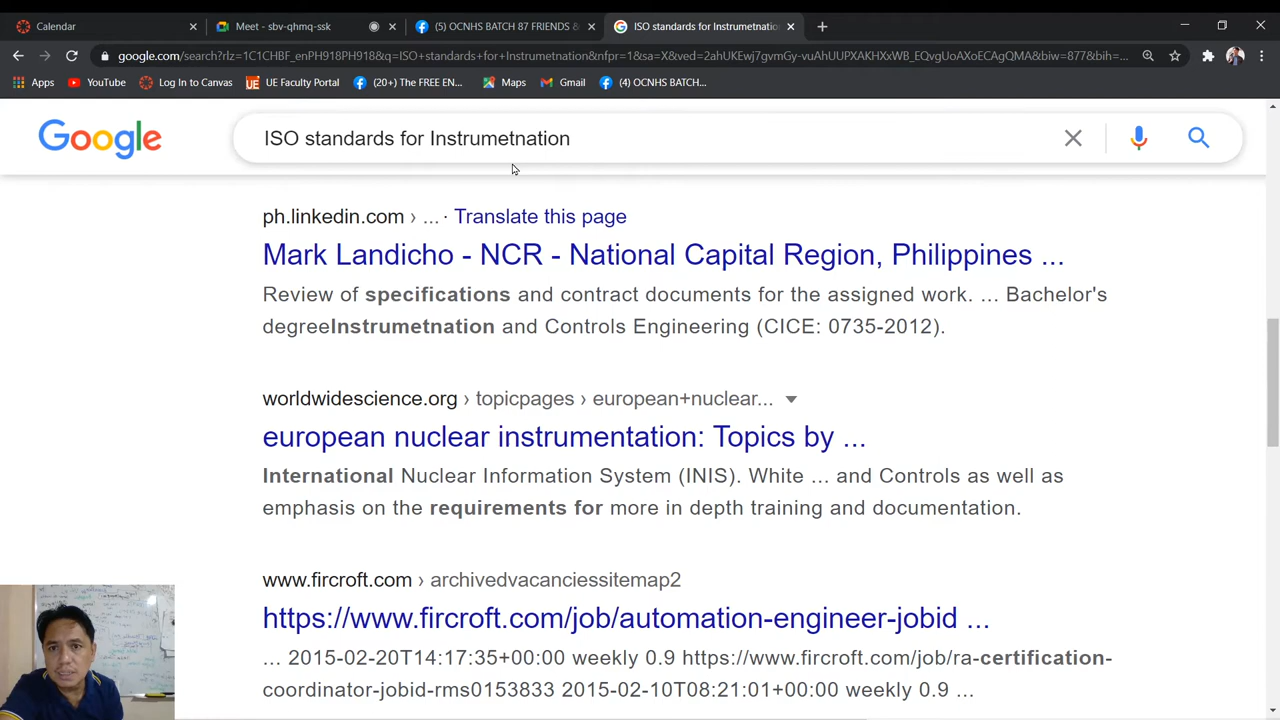 Calendar
Meet - sbv-qhmq-ssk
(5) OCNHS BATCH 87 FRIENDS &
ISO standards for Instrumetnatio
google.com/search?rlz=1C1CHBF_enPH918PH918&q=ISO+standards+for+Instrumetnation&nfpr=1&sa=X&ved=2ahUKEwj7gvmGy-vuAhUUPXAKHXxWB_EQvgUoAXoECAgQMA&biw=877&bih=...
Apps
YouTube
Log In to Canvas
UE Faculty Portal
(20+) The FREE EN...
Maps
Gmail
(4) OCNHS BATCH...
Google
ISO standards for Instrumetnation
ph.linkedin.com › ... · Translate this page
Mark Landicho - NCR - National Capital Region, Philippines ...
Review of specifications and contract documents for the assigned work. ... Bachelor's
degreeInstrumetnation and Controls Engineering (CICE: 0735-2012).
worldwidescience.org › topicpages › european+nuclear...
european nuclear instrumentation: Topics by ...
International Nuclear Information System (INIS). White ... and Controls as well as
emphasis on the requirements for more in depth training and documentation.
www.fircroft.com › archivedvacanciessitemap2
https://www.fircroft.com/job/automation-engineer-jobid ...
... 2015-02-20T14:17:35+00:00 weekly 0.9 https://www.fircroft.com/job/ra-certification-
coordinator-jobid-rms0153833 2015-02-10T08:21:01+00:00 weekly 0.9 ...